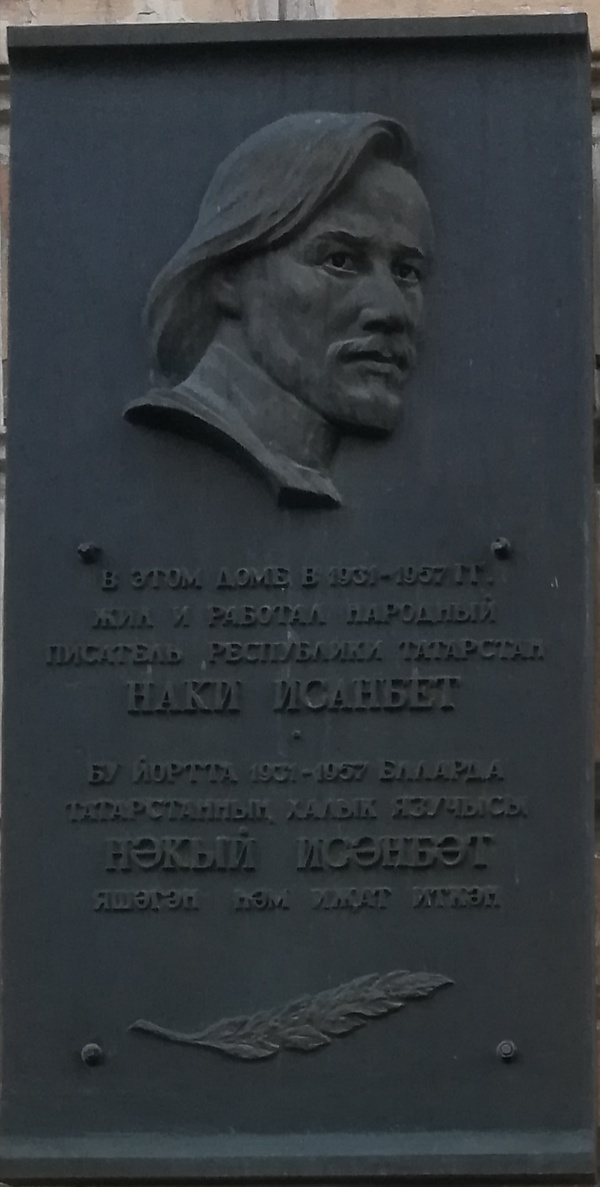 В ЭТОМ ДОМЕ В 1931-1957 ГГ.
ЖИЛ И РАБОТАЛ НАРОДНЫЙ
ПИСАТЕЛЬ РЕСПУБЛИКИ ТАТАРСТАН
НАКИ ИСАНБЕТ
БУ ЙОРТТА 1931-1957 ЕЛЛАРДА
ТАТАРСТАННЫҢ ХАЛЫК ЯЗУЧЫСЫ
НӘКЫЙ ИСӘНБӘТ
ЯШӘГӘН ҺӘМ ИҖАТ ИТКӘН